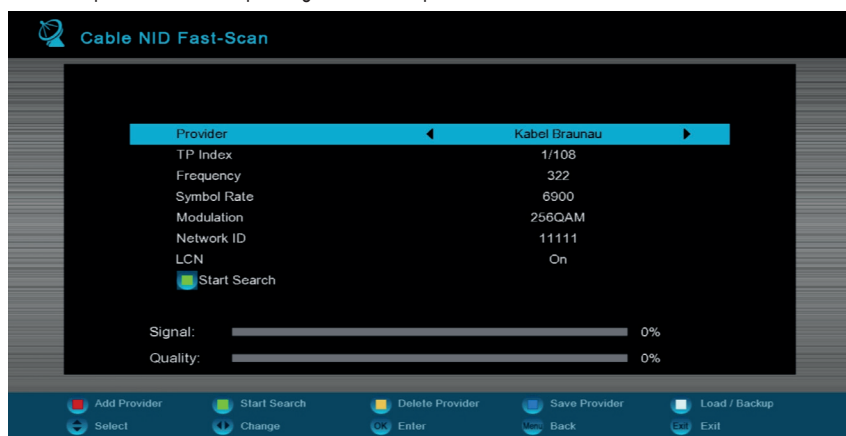 Cable NID Fast-Scan
Provider Kabel Braunau
TP Index 1/108
Frequency 322
Symbol Rate 6900
Modulation 256QAM
Network ID 11111
LCN On
Start Search
Signal: 0%
Quality: 0%
Add Provider Start Search Delete Provider Save Provider Load / Backup
Select Change OK Enter Menu Back Exit Exit